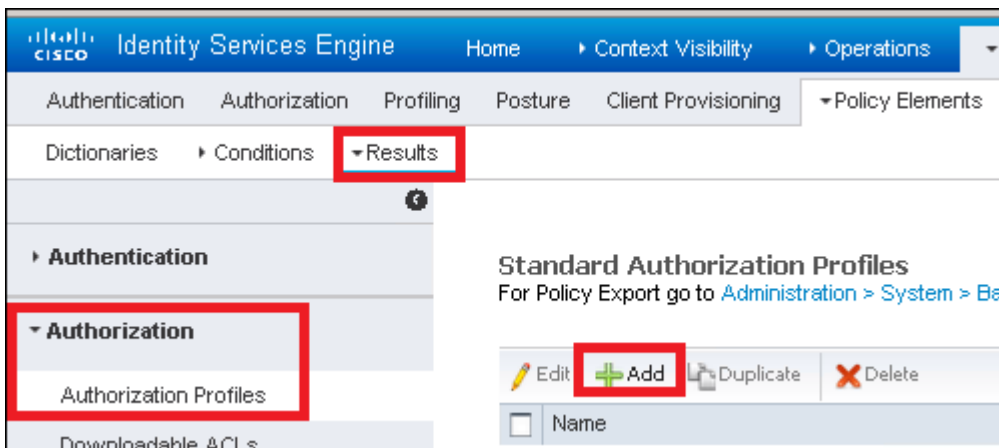 CISCO Identity Services Engine Home Context Visibility Operations
Authentication Authorization Profiling Posture Client Provisioning Policy Elements
Dictionaries Conditions Results
Authentication
Standard Authorization Profiles
For Policy Export go to Administration > System > Ba
Authorization
Edit Add Duplicate Delete
Authorization Profiles
Name
Downloadable ACLs